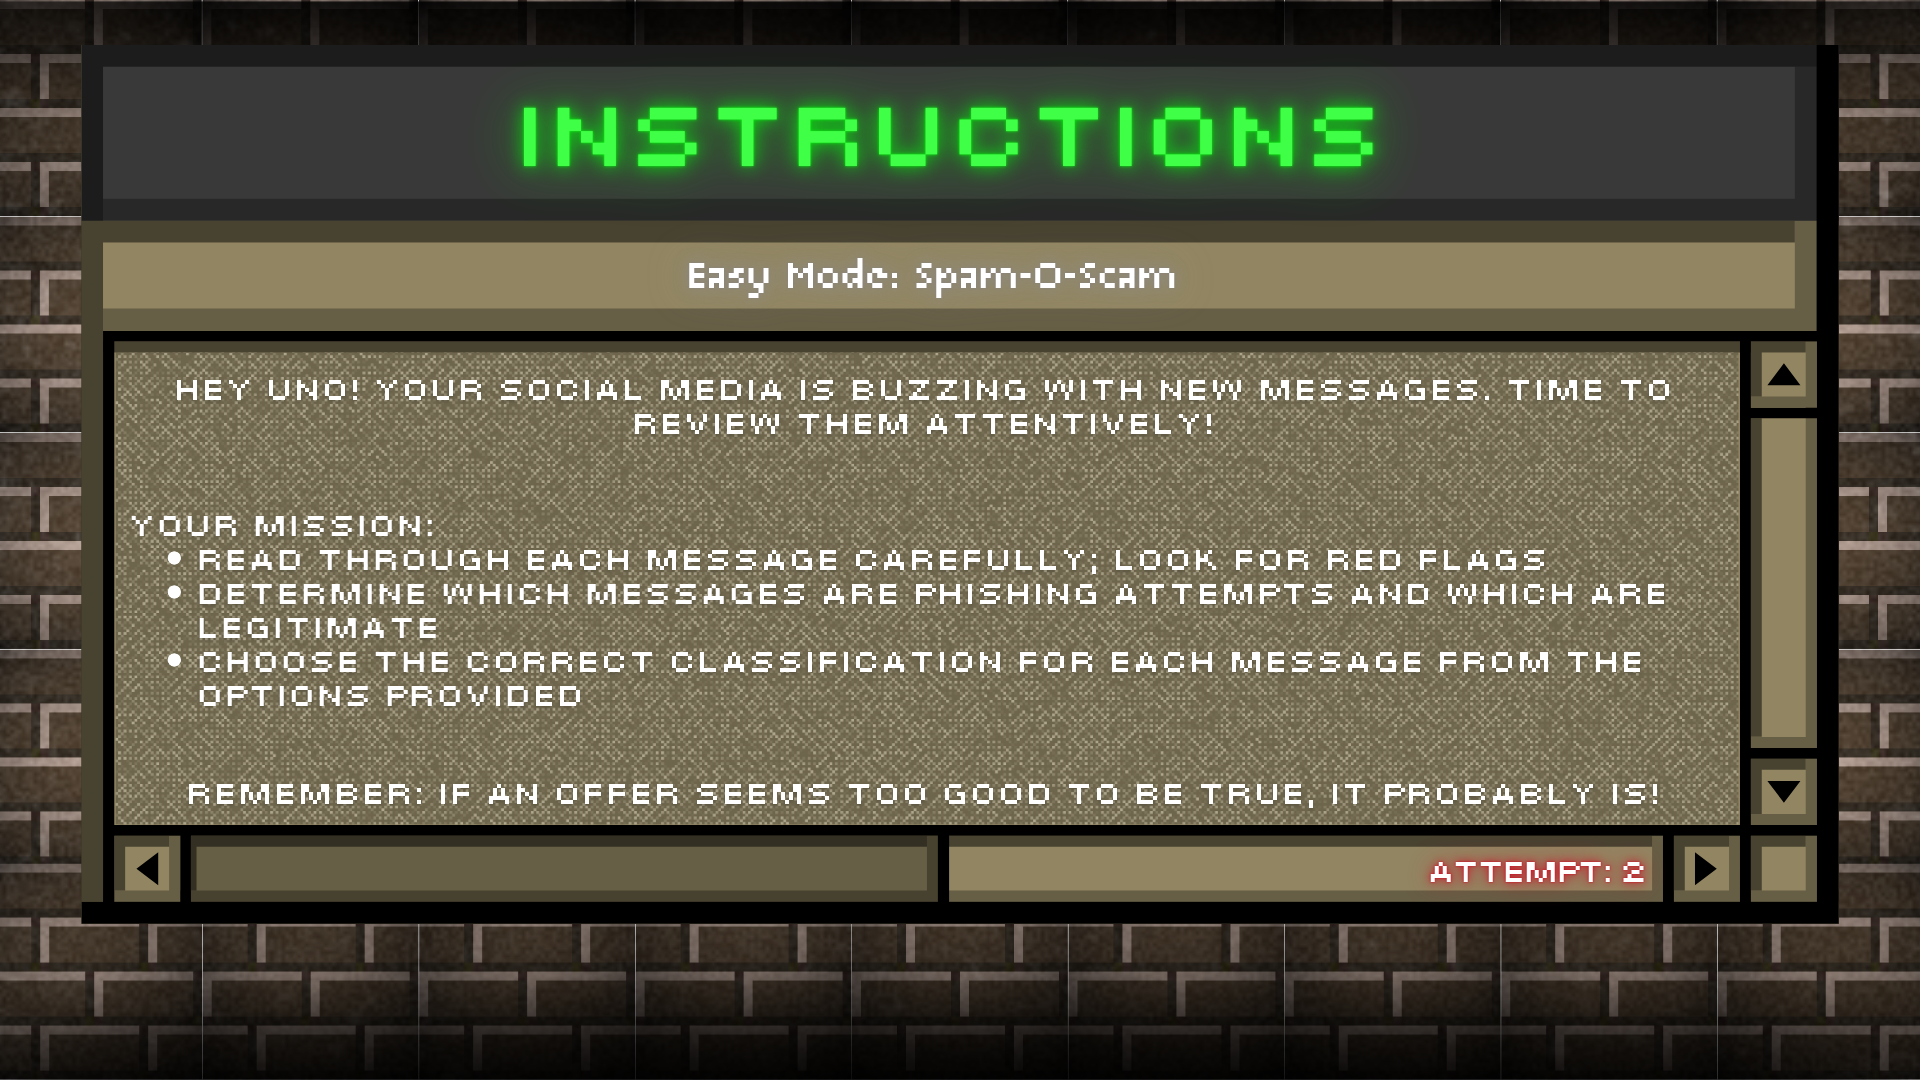 INSTRUCTIONS
Easy Mode: Spam-O-Scam
HEY UNO! YOUR SOCIAL MEDIA IS BUZZING WITH NEW MESSAGES. TIME TO
REVIEW THEM ATTENTIVELY!
YOUR MISSION:
• READ THROUGH EACH MESSAGE CAREFULLY; LOOK FOR RED FLAGS
• DETERMINE WHICH MESSAGES ARE PHISHING ATTEMPTS AND WHICH ARE
LEGITIMATE
• CHOOSE THE CORRECT CLASSIFICATION FOR EACH MESSAGE FROM THE
OPTIONS PROVIDED
REMEMBER: IF AN OFFER SEEMS TOO GOOD TO BE TRUE, IT PROBABLY IS!
ATTEMPT: 2